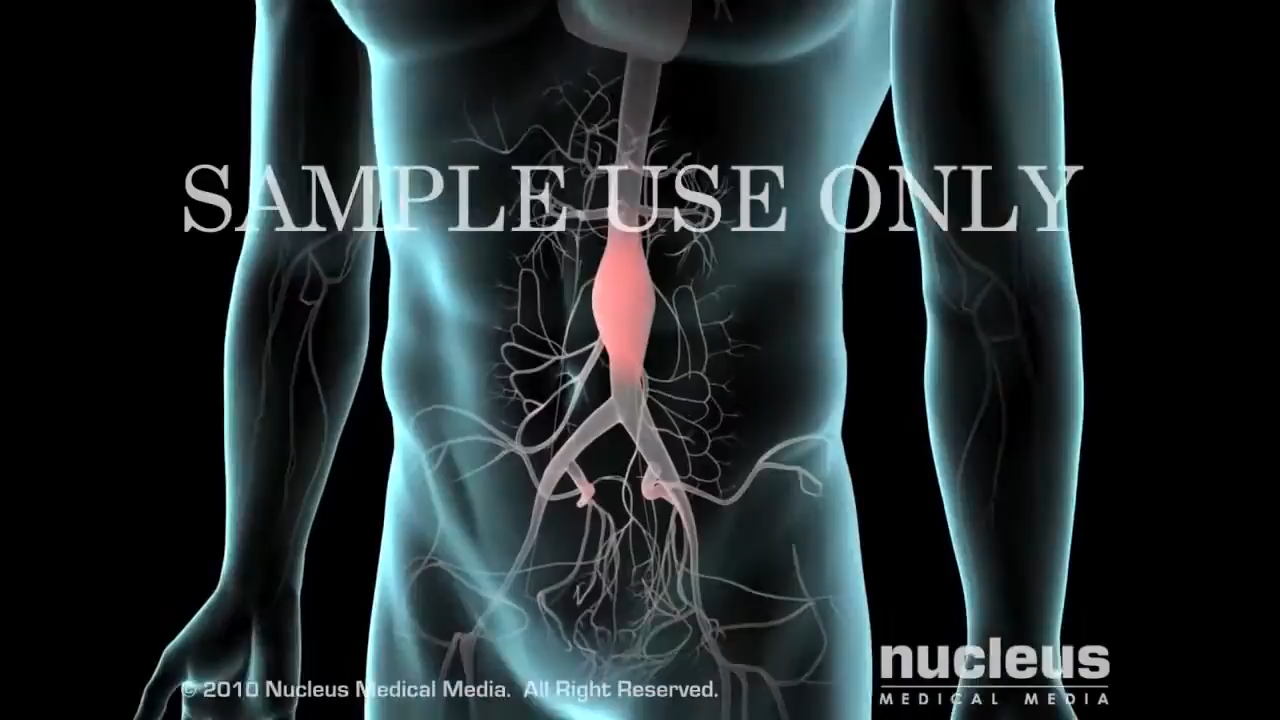 SAMPLE USE ONLY
nucleus
MEDICAL MEDIA
© 2010 Nucleus Medical Media. All Right Reserved.